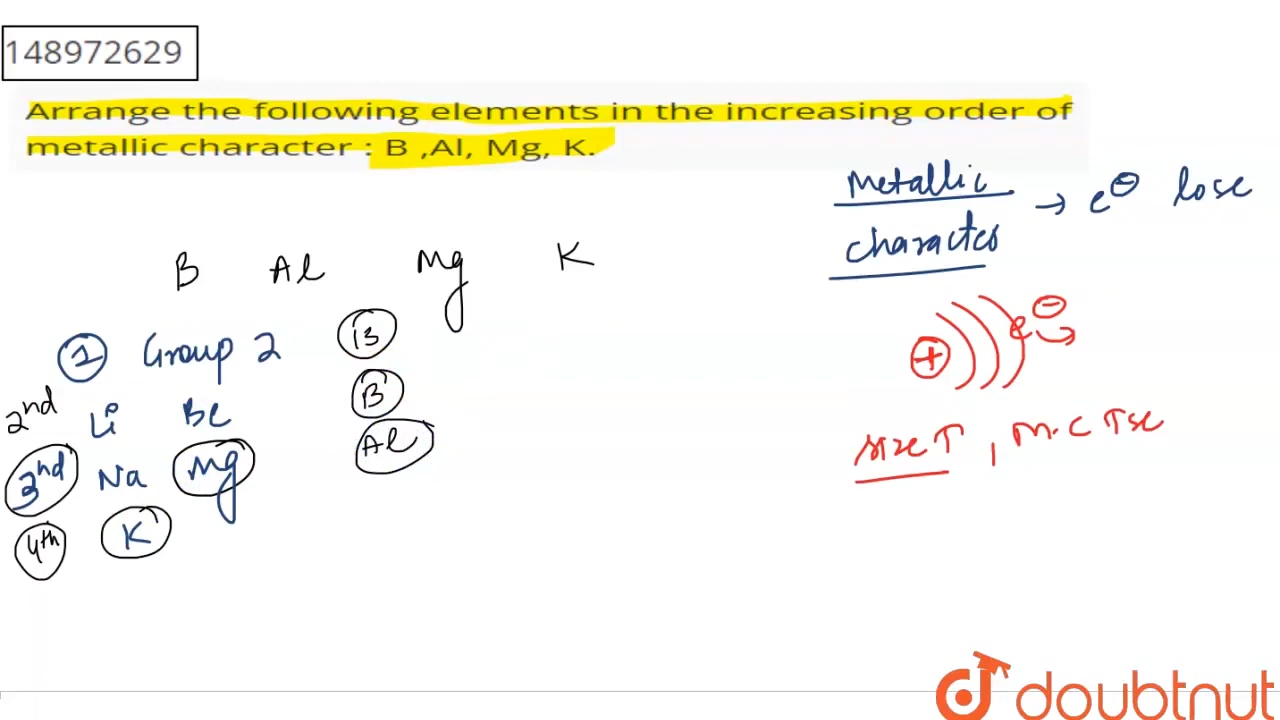 148972629
Arrange the following elements in the increasing order of
metallic character : B ,Al, Mg, K.
Metallic → e⊖ lose
character
B Al Mg K
1 Group 2 13
2nd Li Be B
3nd Na Mg Al
4th K
+ e ⊖
size ↑, M.C ↑se
doubtnut